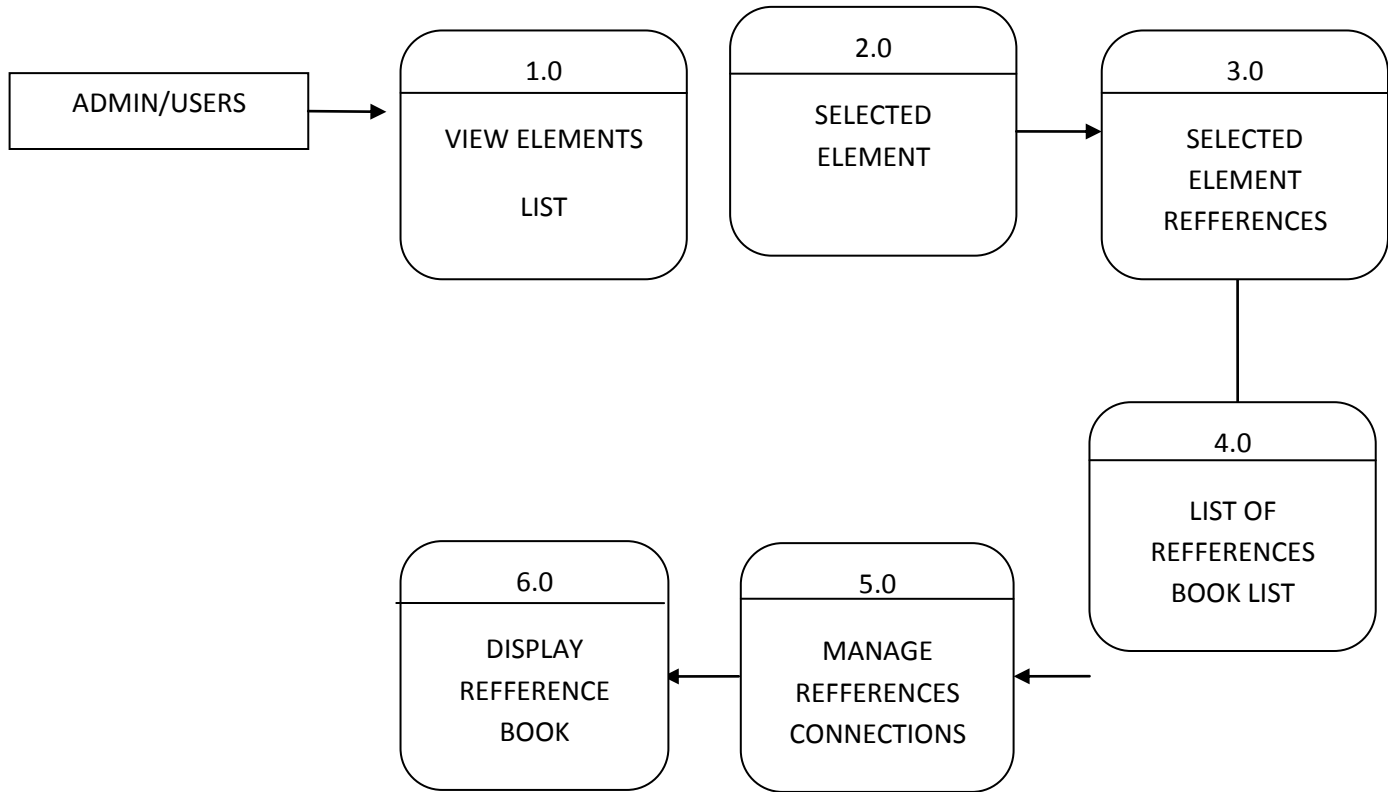 ADMIN/USERS
1.0
VIEW ELEMENTS
LIST
2.0
SELECTED
ELEMENT
3.0
SELECTED
ELEMENT
REFFERENCES
4.0
LIST OF
REFFERENCES
BOOK LIST
5.0
MANAGE
REFFERENCES
CONNECTIONS
6.0
DISPLAY
REFFERENCE
BOOK